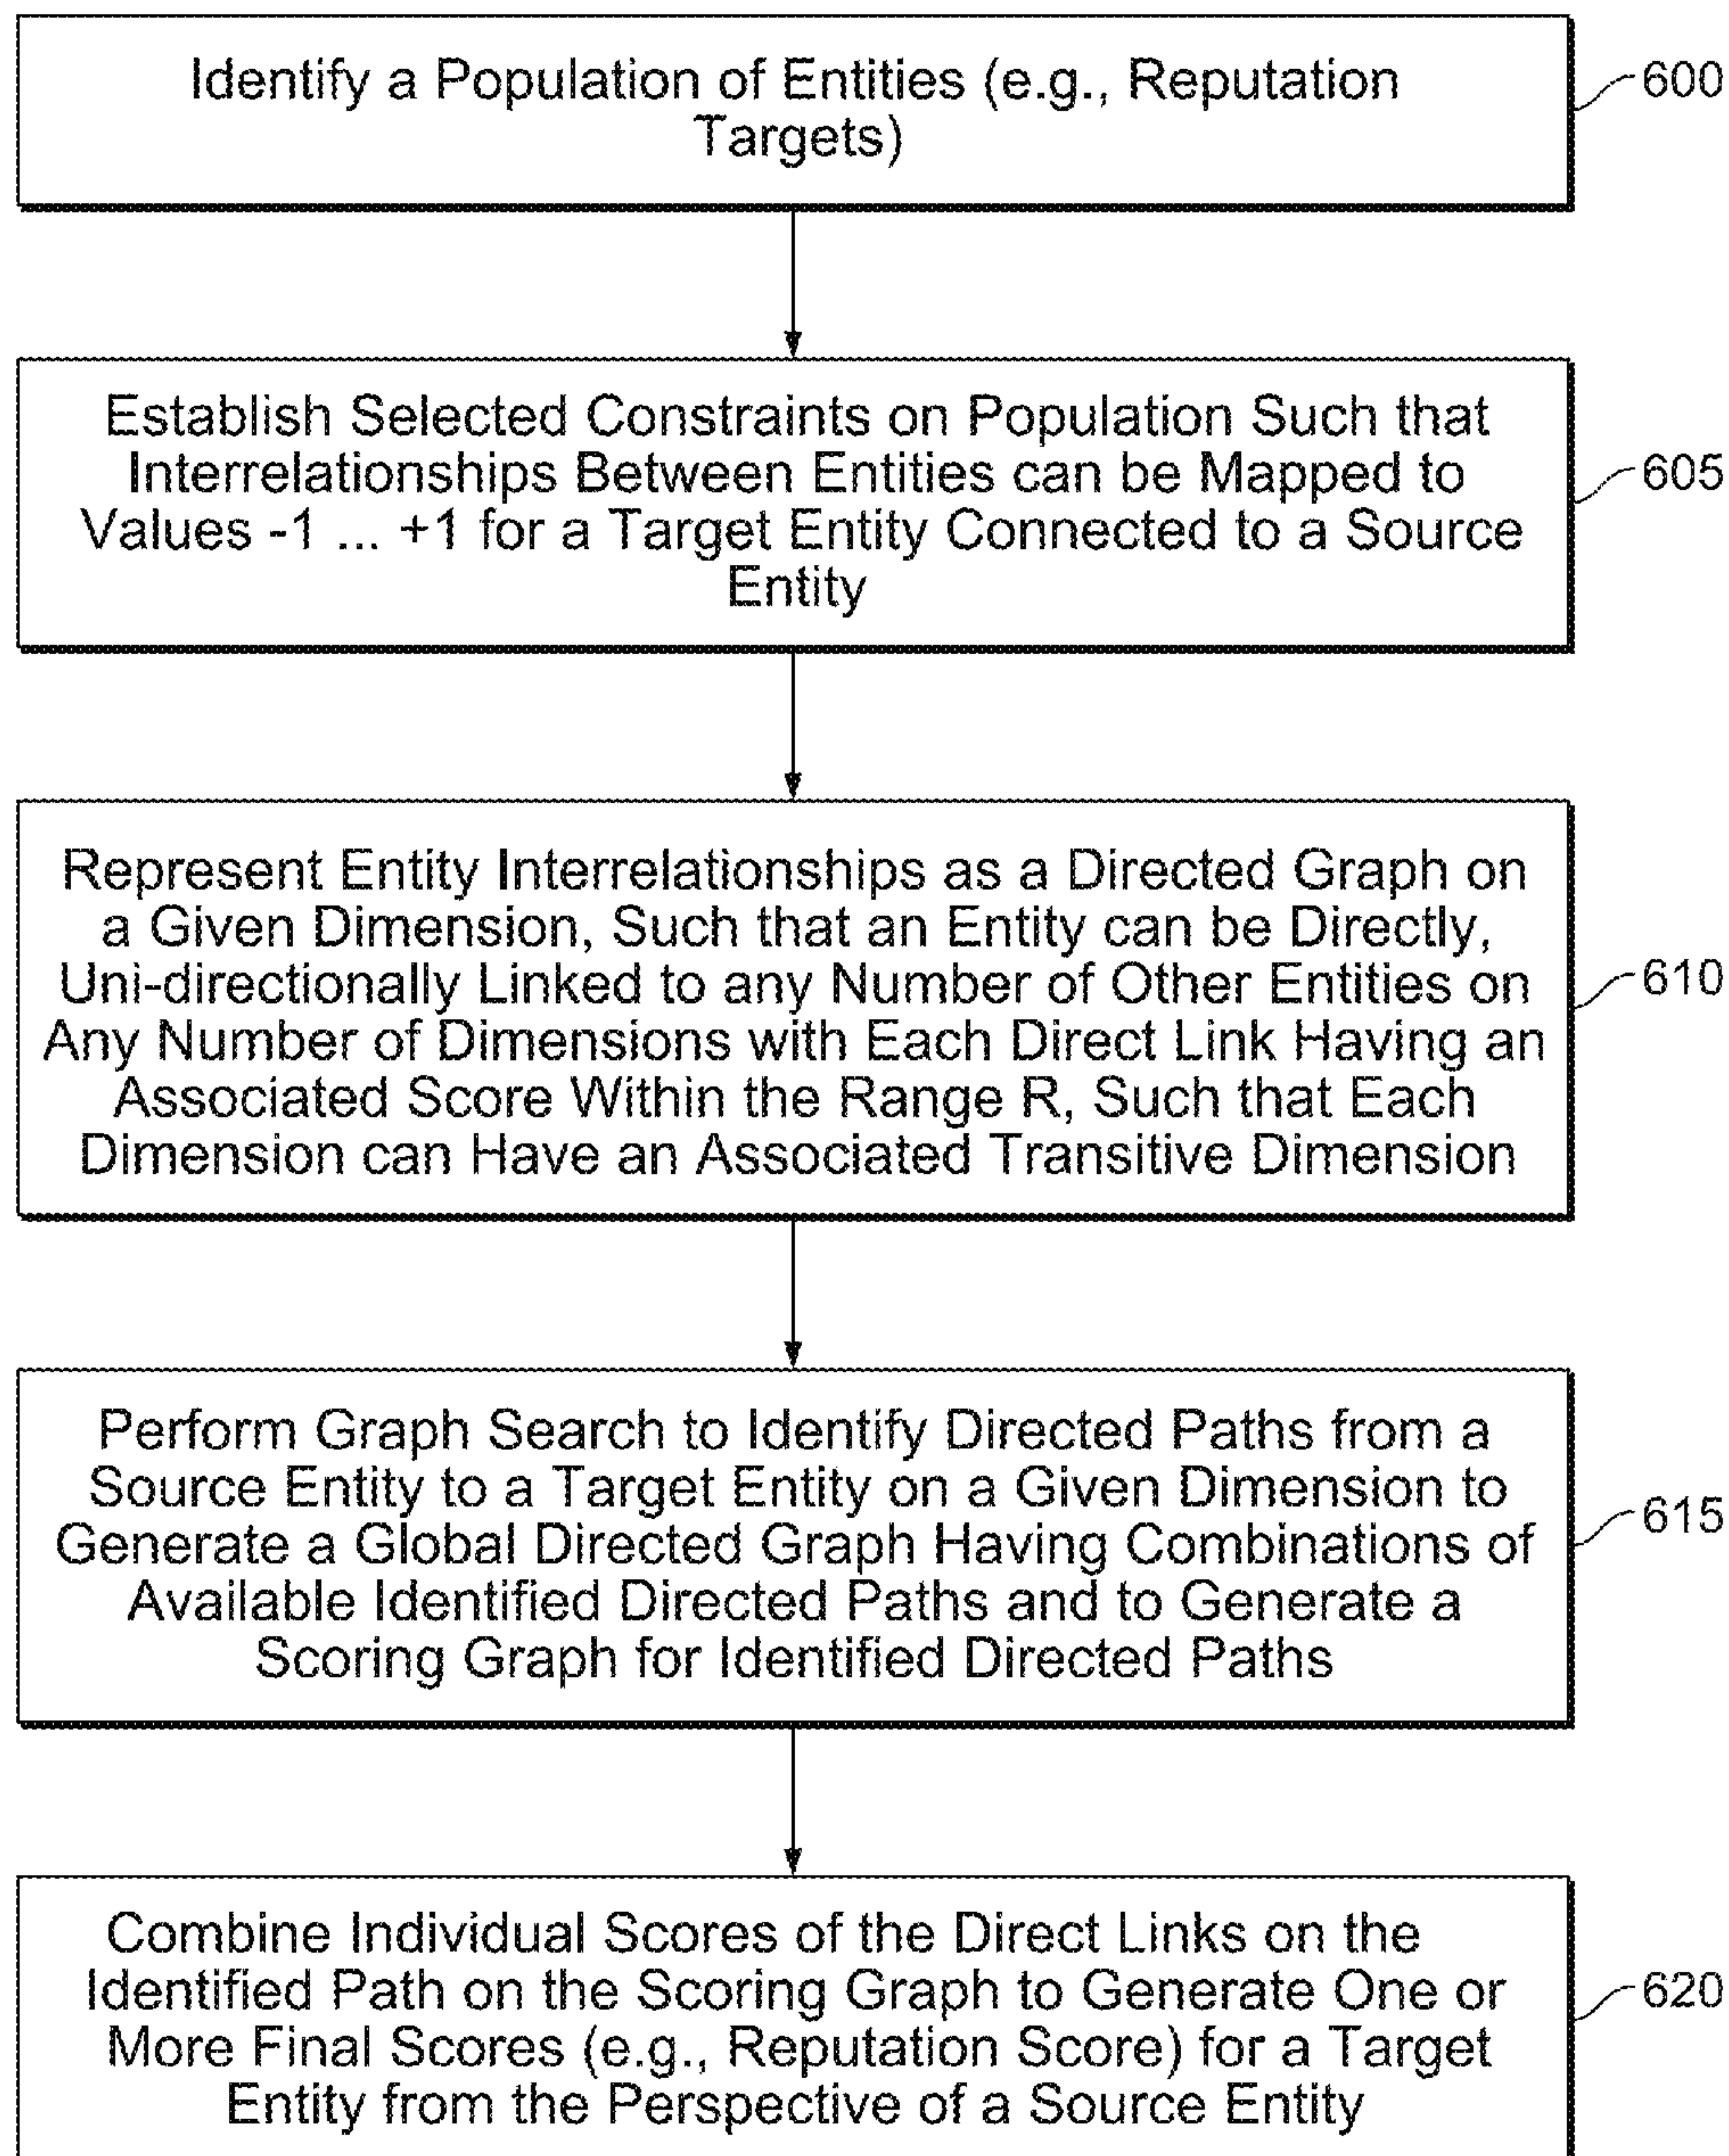 Identify a Population of Entities (e.g., Reputation
Targets)
600
Establish Selected Constraints on Population Such that
Interrelationships Between Entities can be Mapped to
Values -1 ... +1 for a Target Entity Connected to a Source
Entity
605
Represent Entity Interrelationships as a Directed Graph on
a Given Dimension, Such that an Entity can be Directly,
Uni-directionally Linked to any Number of Other Entities on
Any Number of Dimensions with Each Direct Link Having an
Associated Score Within the Range R, Such that Each
Dimension can Have an Associated Transitive Dimension
610
Perform Graph Search to Identify Directed Paths from a
Source Entity to a Target Entity on a Given Dimension to
Generate a Global Directed Graph Having Combinations of
Available Identified Directed Paths and to Generate a
Scoring Graph for Identified Directed Paths
615
Combine Individual Scores of the Direct Links on the
Identified Path on the Scoring Graph to Generate One or
More Final Scores (e.g., Reputation Score) for a Target
Entity from the Perspective of a Source Entity
620